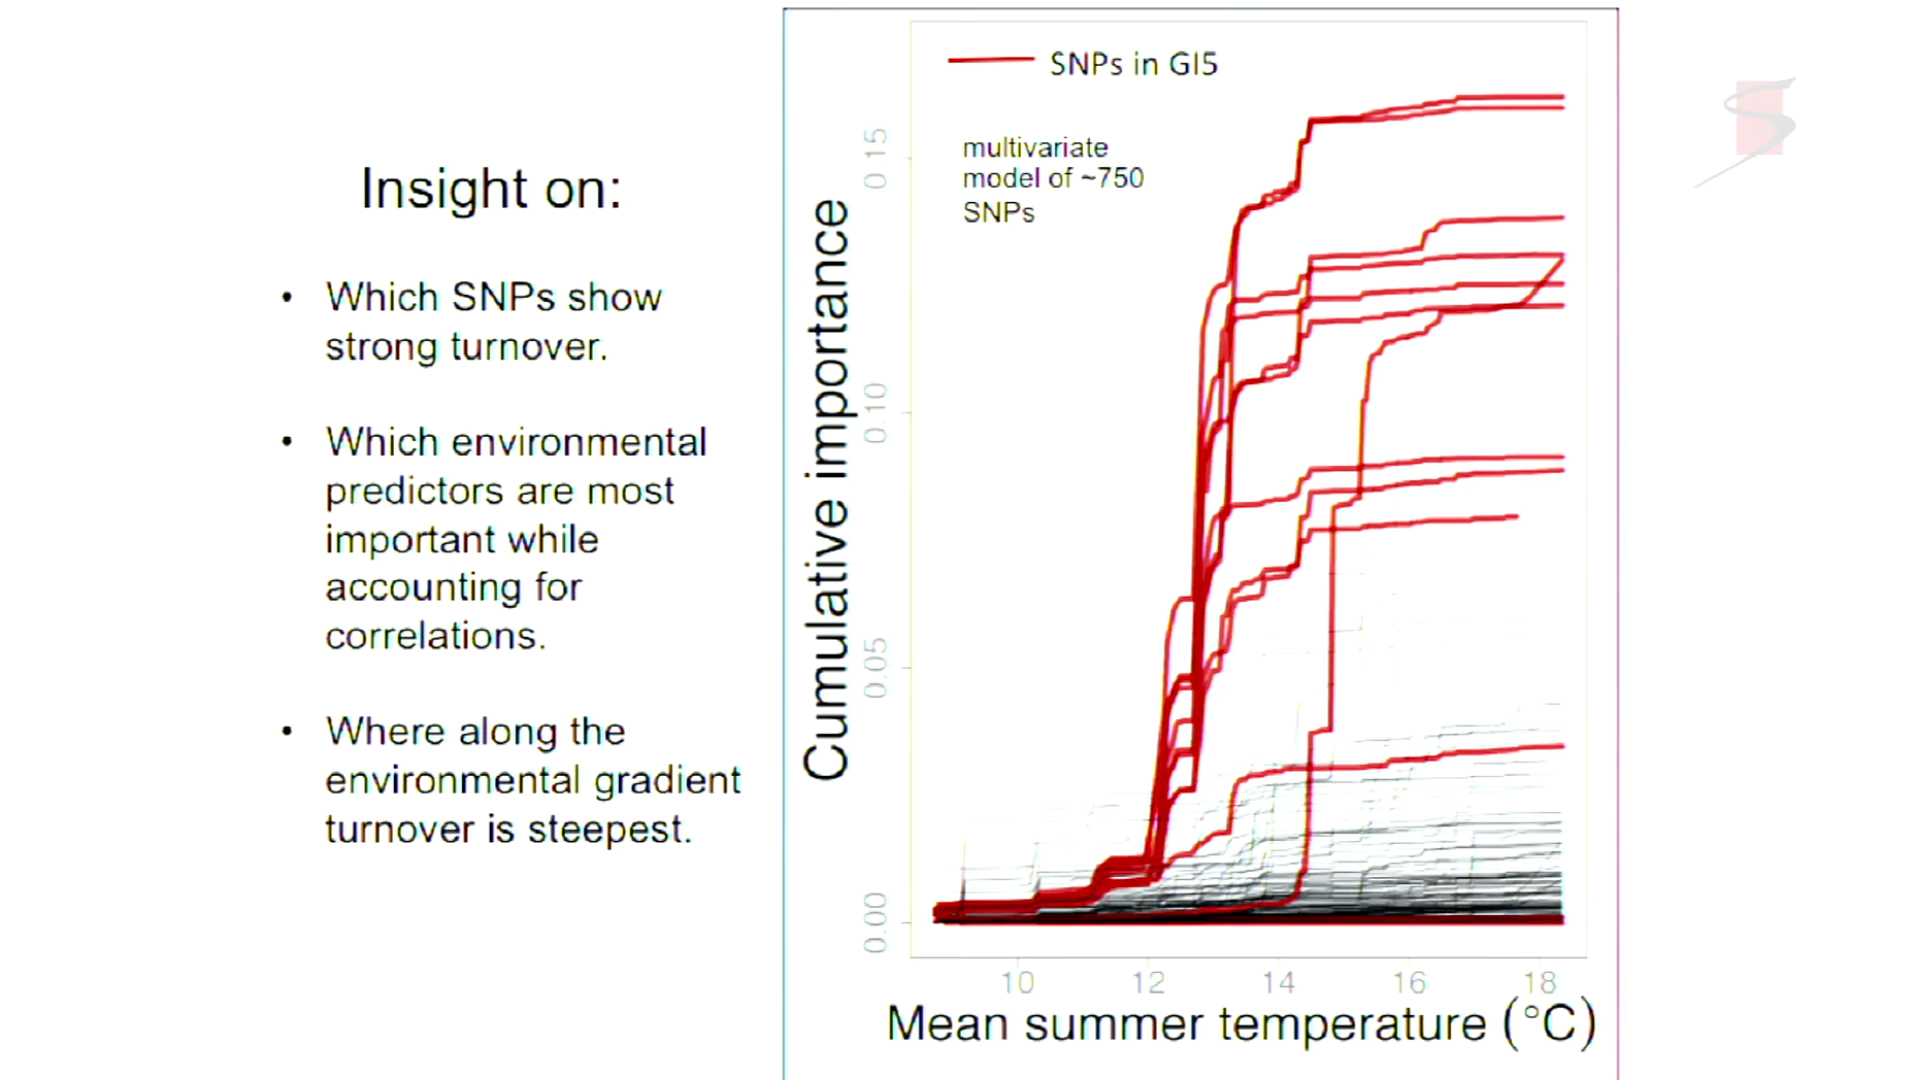 Insight on:
• Which SNPs show
strong turnover.
• Which environmental
predictors are most
important while
accounting for
correlations.
• Where along the
environmental gradient
turnover is steepest.
SNPs in GI5
multivariate
model of ~750
SNPs
Cumulative importance
0.15
0.10
0.05
0.00
10 12 14 16 18
Mean summer temperature (°C)